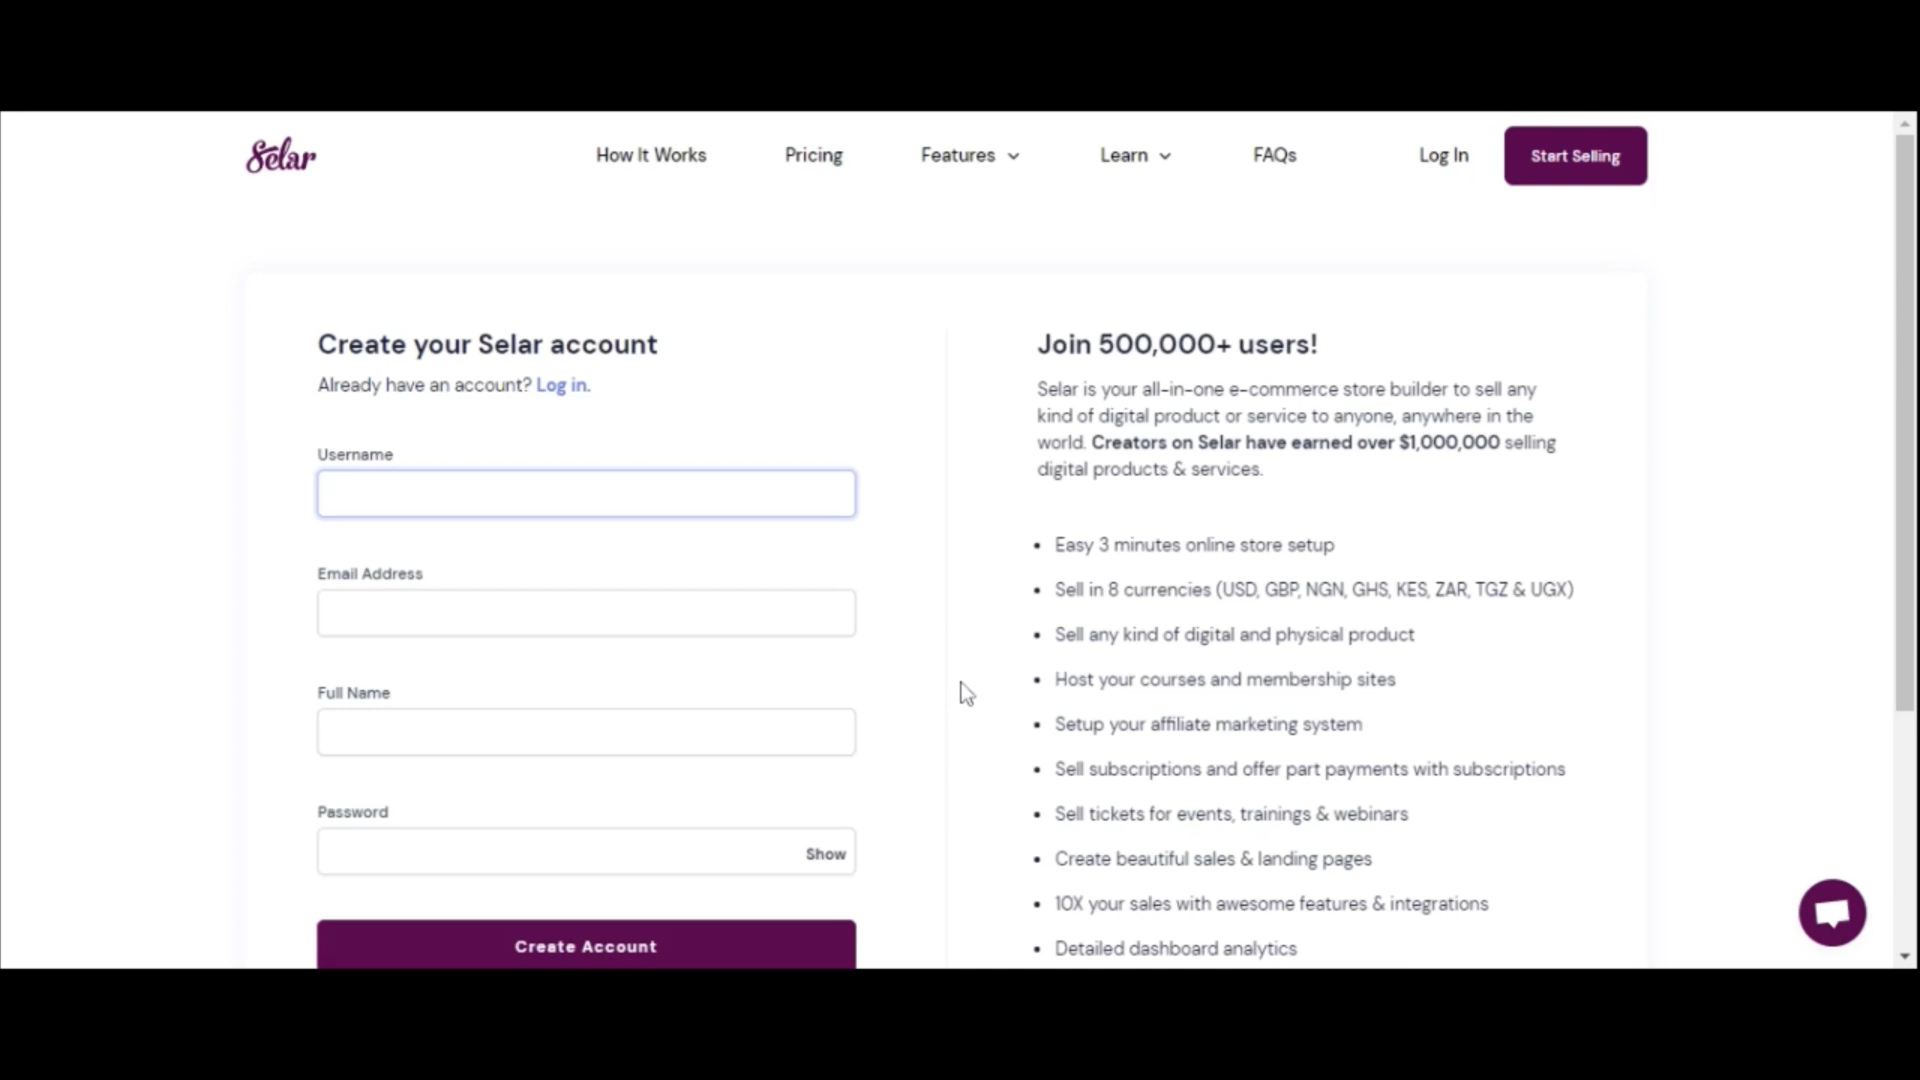 Selar
How It Works
Pricing
Features
Learn
FAQs
Log In
Start Selling
Create your Selar account
Already have an account? Log in.
Username
Email Address
Full Name
Password
Show
Create Account
Join 500,000+ users!
Selar is your all-in-one e-commerce store builder to sell any
kind of digital product or service to anyone, anywhere in the
world. Creators on Selar have earned over $1,000,000 selling
digital products & services.
• Easy 3 minutes online store setup
• Sell in 8 currencies (USD, GBP, NGN, GHS, KES, ZAR, TGZ & UGX)
• Sell any kind of digital and physical product
• Host your courses and membership sites
• Setup your affiliate marketing system
• Sell subscriptions and offer part payments with subscriptions
• Sell tickets for events, trainings & webinars
• Create beautiful sales & landing pages
• 10X your sales with awesome features & integrations
• Detailed dashboard analytics